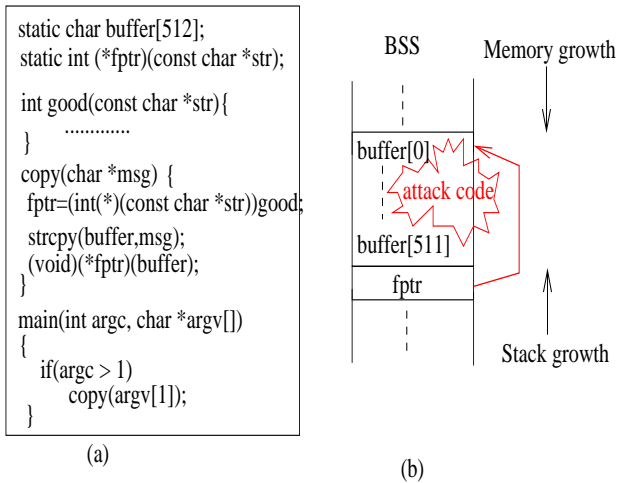 static char buffer[512];
static int (*fptr)(const char *str);
int good(const char *str){
.............
}
copy(char *msg) {
fptr=(int(*)(const char *str))good;
strcpy(buffer,msg);
(void)(*fptr)(buffer);
}
main(int argc, char *argv[])
{
if(argc > 1)
copy(argv[1]);
}
(a)
BSS
Memory growth
buffer[0]
attack code
buffer[511]
fptr
Stack growth
(b)